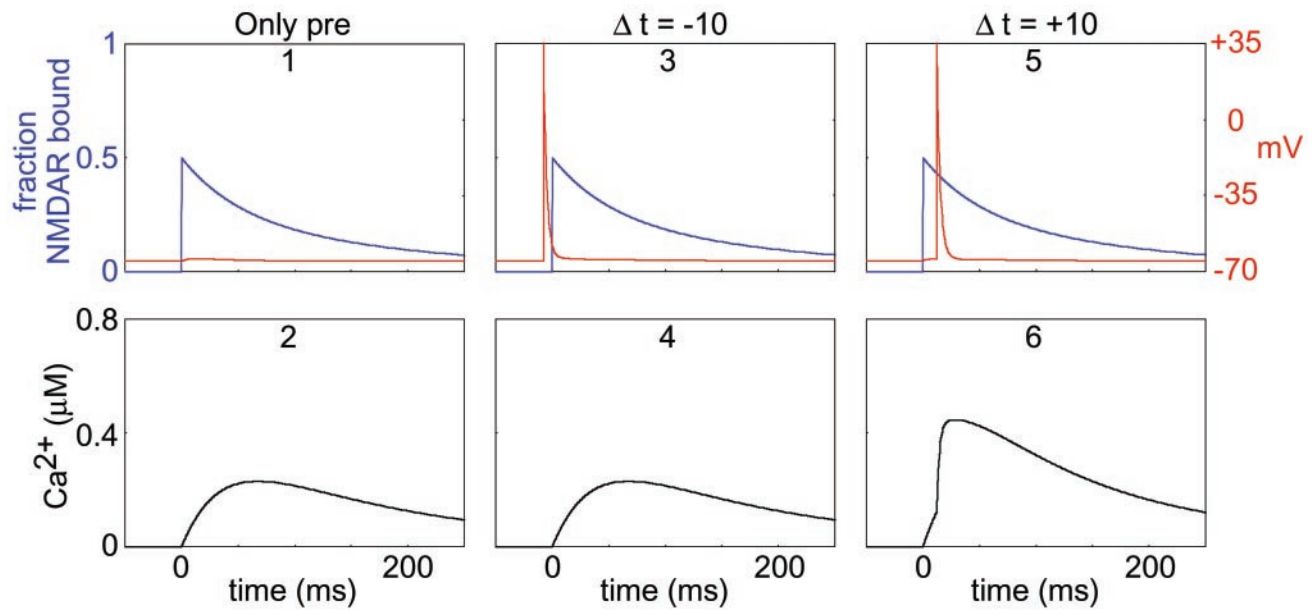 Only pre
Δ t = -10
Δ t = +10
1
3
5
1
0.5
0
fraction
NMDAR bound
+35
0
mV
-35
-70
2
4
6
0.8
0.4
0
Ca²⁺ (μM)
0 200
0 200
0 200
time (ms)
time (ms)
time (ms)